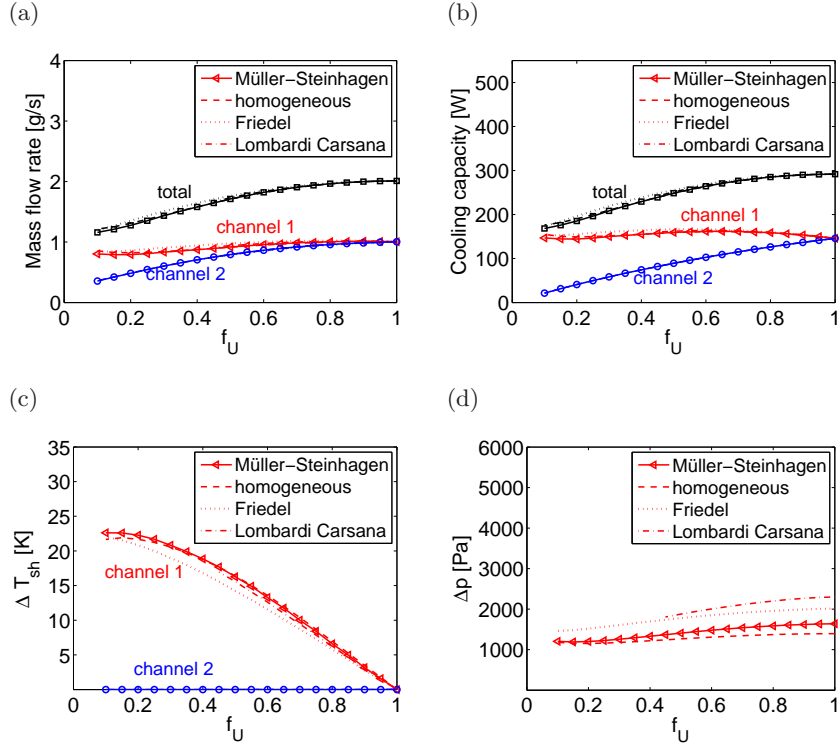 (a)
Mass flow rate [g/s]
4
3
2
1
0
0
0.2
0.4
0.6
0.8
1
f_U
Müller−Steinhagen
homogeneous
Friedel
Lombardi Carsana
total
channel 1
channel 2
(b)
Cooling capacity [W]
500
400
300
200
100
0
0
0.2
0.4
0.6
0.8
1
f_U
Müller−Steinhagen
homogeneous
Friedel
Lombardi Carsana
total
channel 1
channel 2
(c)
Δ T_sh [K]
35
30
25
20
15
10
5
0
0.2
0.4
0.6
0.8
1
f_U
Müller−Steinhagen
homogeneous
Friedel
Lombardi Carsana
channel 1
channel 2
(d)
Δp [Pa]
6000
5000
4000
3000
2000
1000
0
0.2
0.4
0.6
0.8
1
f_U
Müller−Steinhagen
homogeneous
Friedel
Lombardi Carsana